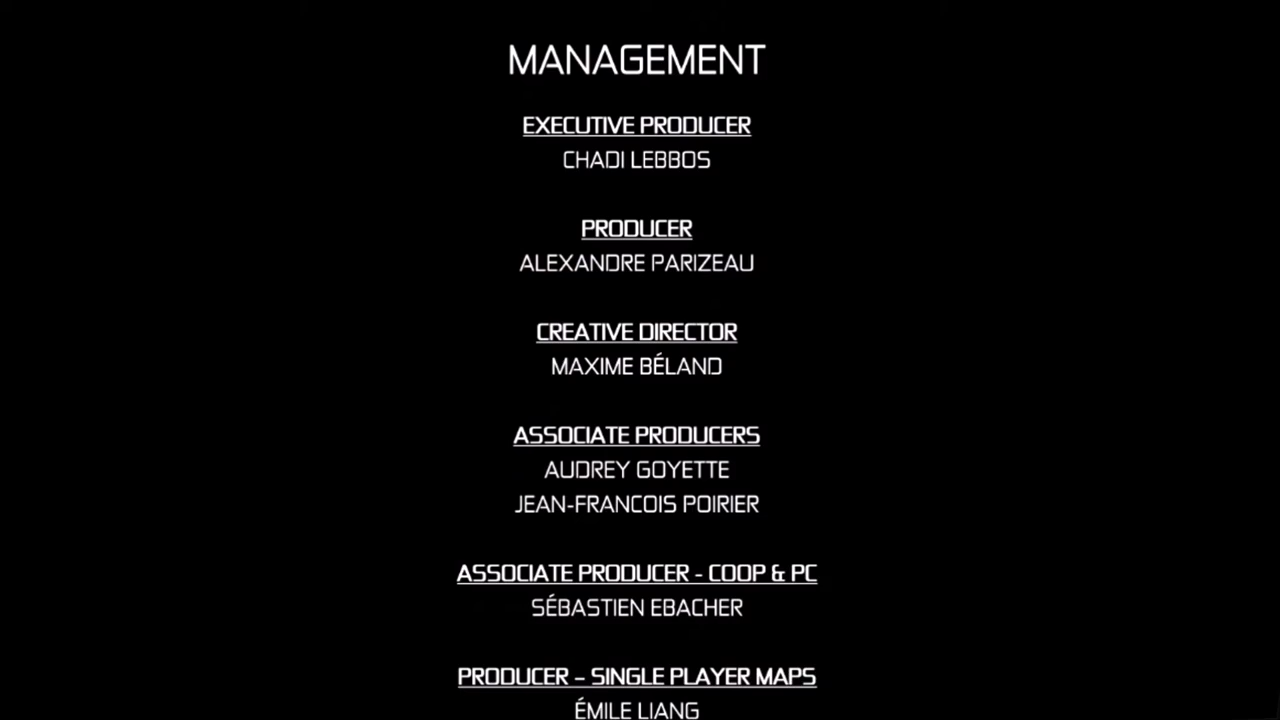 MANAGEMENT
EXECUTIVE PRODUCER
CHADI LEBBOS
PRODUCER
ALEXANDRE PARIZEAU
CREATIVE DIRECTOR
MAXIME BÉLAND
ASSOCIATE PRODUCERS
AUDREY GOYETTE
JEAN-FRANCOIS POIRIER
ASSOCIATE PRODUCER - COOP & PC
SÉBASTIEN EBACHER
PRODUCER – SINGLE PLAYER MAPS
ÉMILE LIANG